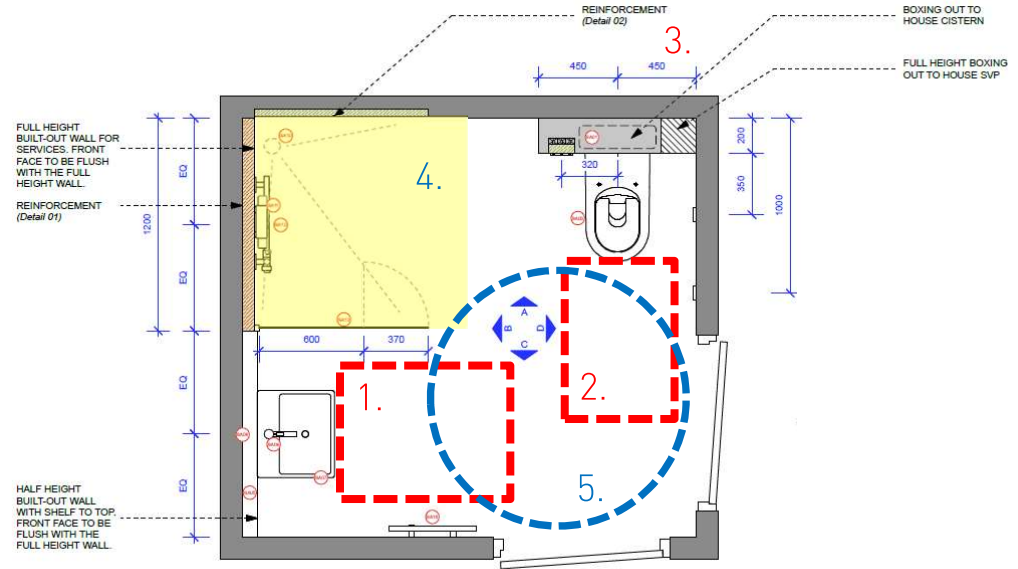 REINFORCEMENT
(Detail 02)
BOXING OUT TO
HOUSE CISTERN
3.
450
450
FULL HEIGHT BOXING
OUT TO HOUSE SVP
FULL HEIGHT
BUILT-OUT WALL FOR
SERVICES. FRONT
FACE TO BE FLUSH
WITH THE FULL
HEIGHT WALL.
REINFORCEMENT
(Detail 01)
1200
EQ
EQ
EQ
EQ
4.
320
200
350
1000
A
B
D
C
600
370
1.
2.
5.
HALF HEIGHT
BUILT-OUT WALL
WITH SHELF TO TOP.
FRONT FACE TO BE
FLUSH WITH THE
FULL HEIGHT WALL.